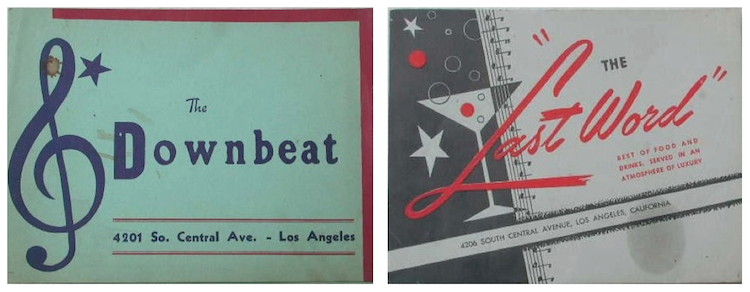 The
Downbeat
4201 So. Central Ave. - Los Angeles
"THE
Last Word"
BEST OF FOOD AND
DRINKS, SERVED IN AN
ATMOSPHERE OF LUXURY
4206 SOUTH CENTRAL AVENUE, LOS ANGELES, CALIFORNIA